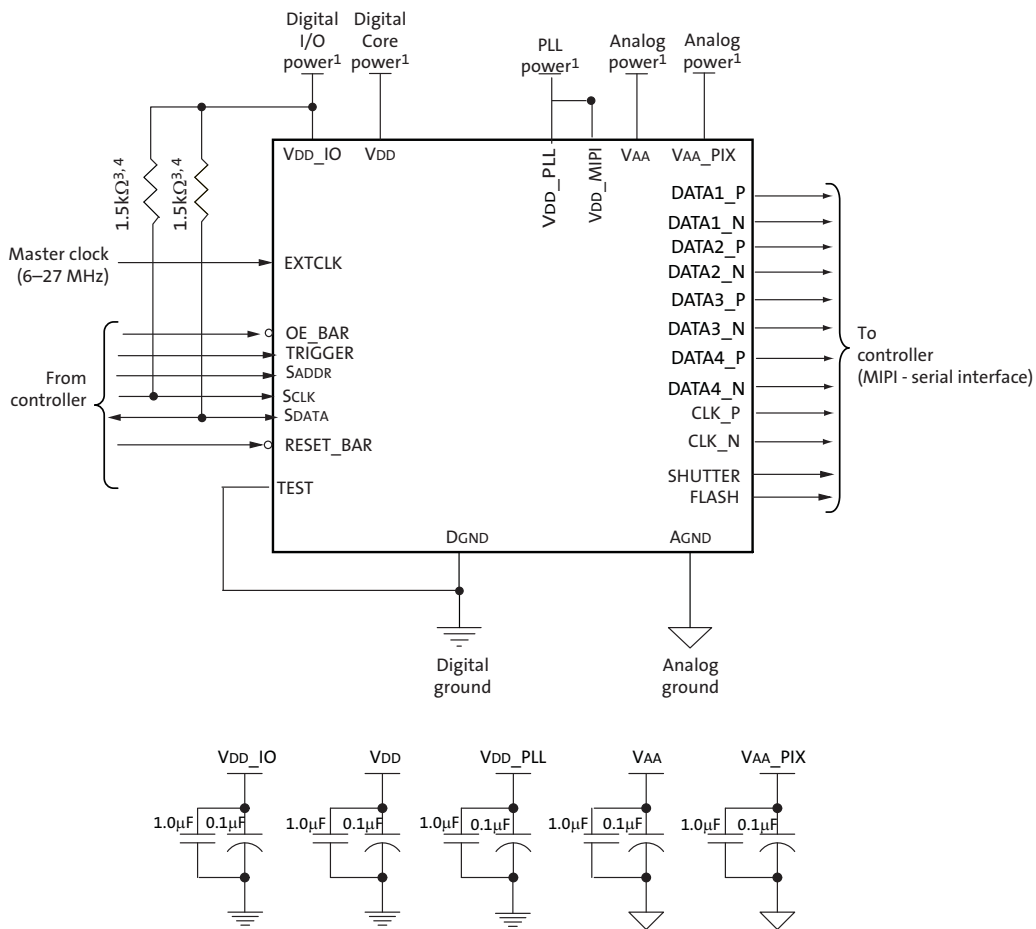 Digital
I/O
power1
Digital
Core
power1
PLL
power1
Analog
power1
Analog
power1
VDD_IO
VDD
VDD_PLL
VDD_MIPI
VAA
VAA_PIX
1.5kΩ3, 4
1.5kΩ3, 4
Master clock
(6–27 MHz)
EXTCLK
From
controller
OE_BAR
TRIGGER
SADDR
SCLK
SDATA
RESET_BAR
TEST
DATA1_P
DATA1_N
DATA2_P
DATA2_N
DATA3_P
DATA3_N
DATA4_P
DATA4_N
CLK_P
CLK_N
SHUTTER
FLASH
To
controller
(MIPI - serial interface)
DGND
AGND
Digital
ground
Analog
ground
VDD_IO
VDD
VDD_PLL
VAA
VAA_PIX
1.0μF
0.1μF
1.0μF
0.1μF
1.0μF
0.1μF
1.0μF
0.1μF
1.0μF
0.1μF